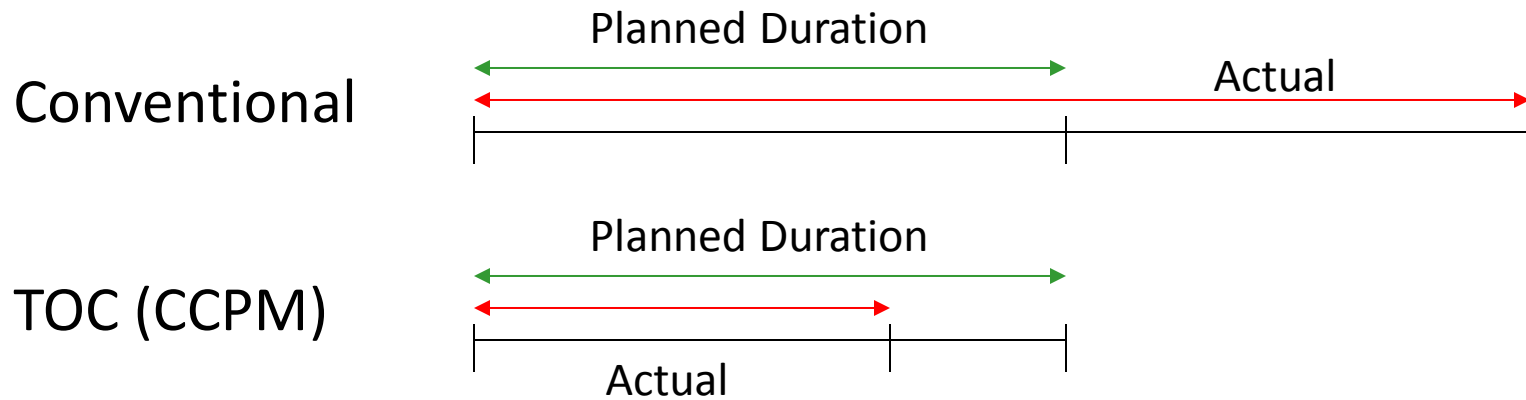 Planned Duration
Conventional
Actual
Planned Duration
TOC (CCPM)
Actual